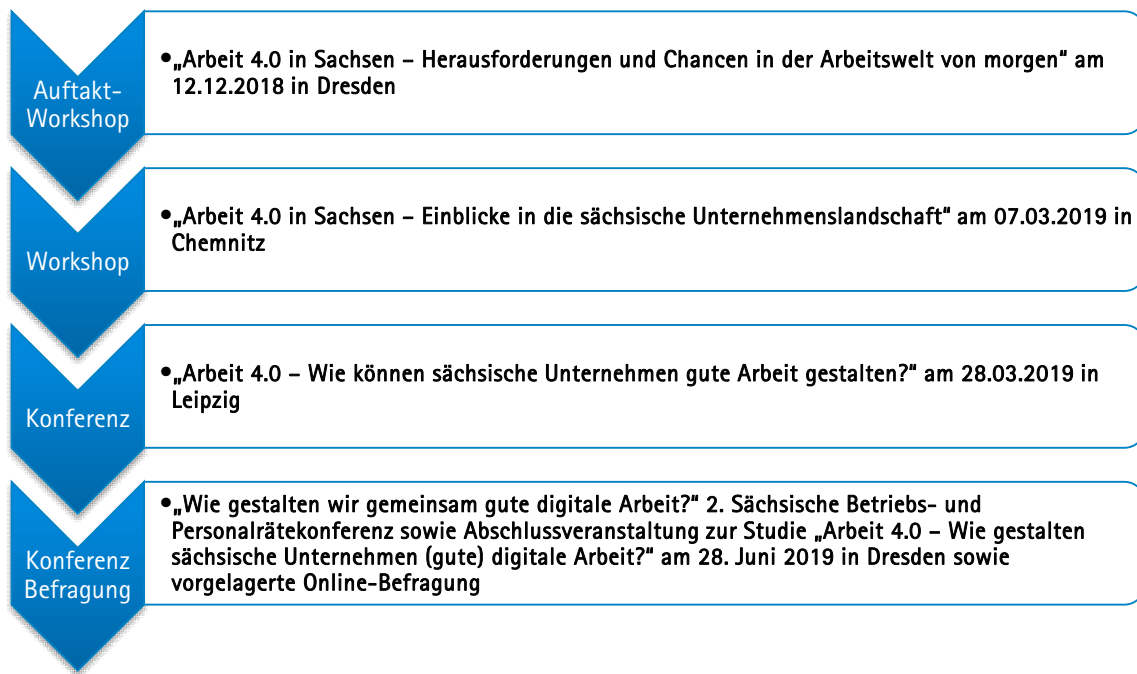 Auftakt-
Workshop
•„Arbeit 4.0 in Sachsen – Herausforderungen und Chancen in der Arbeitswelt von morgen“ am
12.12.2018 in Dresden
Workshop
•„Arbeit 4.0 in Sachsen – Einblicke in die sächsische Unternehmenslandschaft“ am 07.03.2019 in
Chemnitz
Konferenz
•„Arbeit 4.0 – Wie können sächsische Unternehmen gute Arbeit gestalten?“ am 28.03.2019 in
Leipzig
Konferenz
Befragung
•„Wie gestalten wir gemeinsam gute digitale Arbeit?“ 2. Sächsische Betriebs- und
Personalrätekonferenz sowie Abschlussveranstaltung zur Studie „Arbeit 4.0 – Wie gestalten
sächsische Unternehmen (gute) digitale Arbeit?“ am 28. Juni 2019 in Dresden sowie
vorgelagerte Online-Befragung